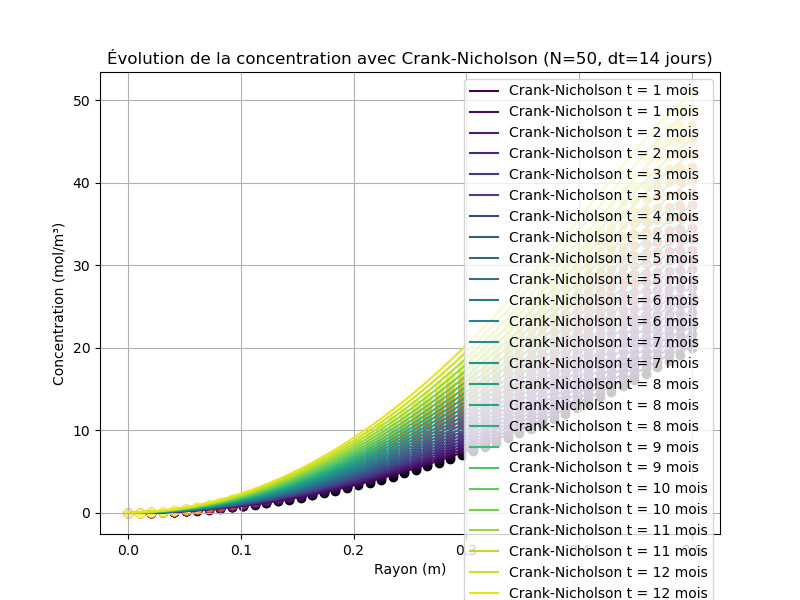 Évolution de la concentration avec Crank-Nicholson (N=50, dt=14 jours)
Concentration (mol/m³)
50
40
30
20
10
0
0.0
0.1
0.2
Rayon (m)
Crank-Nicholson t = 1 mois
Crank-Nicholson t = 1 mois
Crank-Nicholson t = 2 mois
Crank-Nicholson t = 2 mois
Crank-Nicholson t = 3 mois
Crank-Nicholson t = 3 mois
Crank-Nicholson t = 4 mois
Crank-Nicholson t = 4 mois
Crank-Nicholson t = 5 mois
Crank-Nicholson t = 5 mois
Crank-Nicholson t = 6 mois
Crank-Nicholson t = 6 mois
Crank-Nicholson t = 7 mois
Crank-Nicholson t = 7 mois
Crank-Nicholson t = 8 mois
Crank-Nicholson t = 8 mois
Crank-Nicholson t = 8 mois
Crank-Nicholson t = 9 mois
Crank-Nicholson t = 9 mois
Crank-Nicholson t = 10 mois
Crank-Nicholson t = 10 mois
Crank-Nicholson t = 11 mois
Crank-Nicholson t = 11 mois
Crank-Nicholson t = 12 mois
Crank-Nicholson t = 12 mois